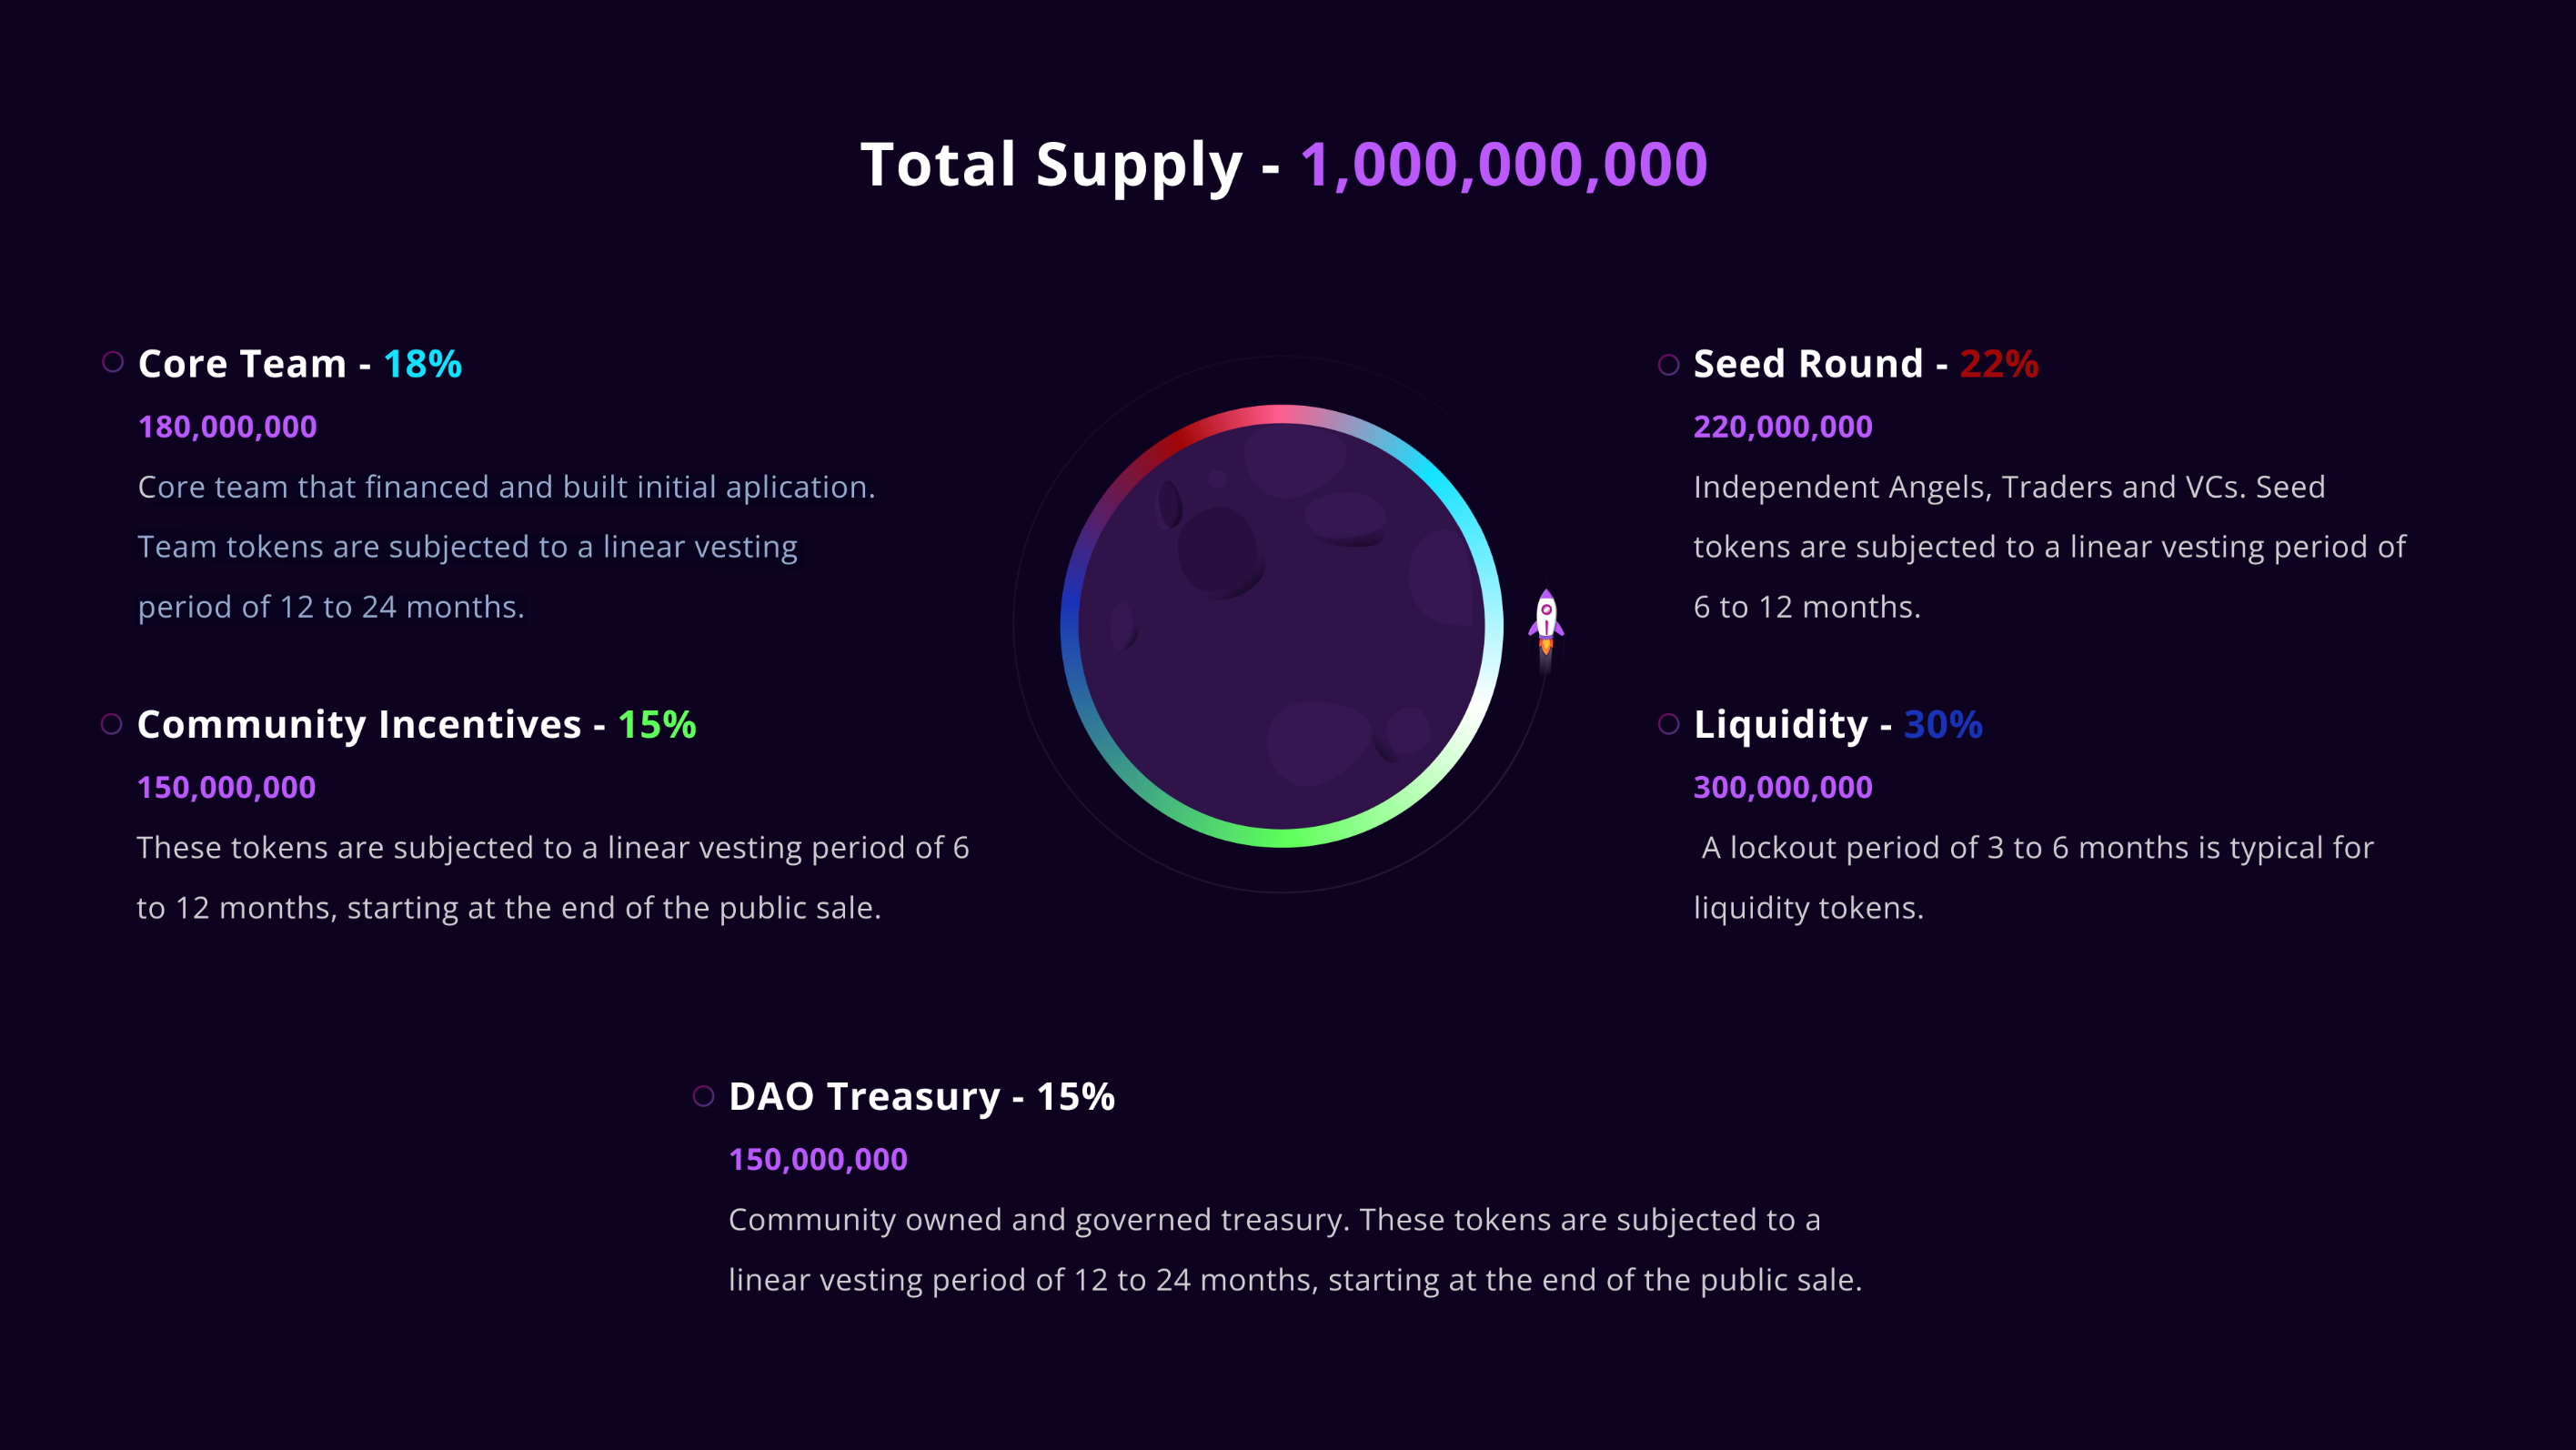 Total Supply - 1,000,000,000
Core Team - 18%
180,000,000
Core team that financed and built initial aplication.
Team tokens are subjected to a linear vesting
period of 12 to 24 months.
Community Incentives - 15%
150,000,000
These tokens are subjected to a linear vesting period of 6
to 12 months, starting at the end of the public sale.
Seed Round - 22%
220,000,000
Independent Angels, Traders and VCs. Seed
tokens are subjected to a linear vesting period of
6 to 12 months.
Liquidity - 30%
300,000,000
A lockout period of 3 to 6 months is typical for
liquidity tokens.
DAO Treasury - 15%
150,000,000
Community owned and governed treasury. These tokens are subjected to a
linear vesting period of 12 to 24 months, starting at the end of the public sale.